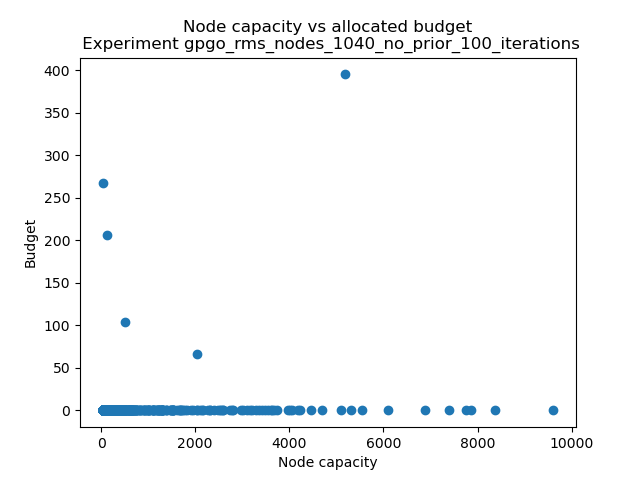 Node capacity vs allocated budget
Experiment gpgo_rms_nodes_1040_no_prior_100_iterations
400
350
300
250
200
150
100
50
0
Budget
0 2000 4000 6000 8000 10000
Node capacity